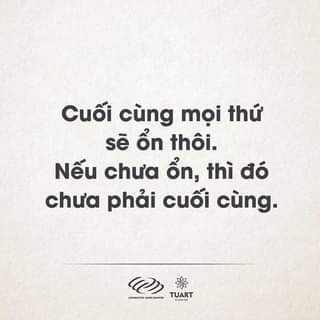 Cuối cùng mọi thứ
sẽ ổn thôi.
Nếu chưa ổn, thì đó
chưa phải cuối cùng.
TUART